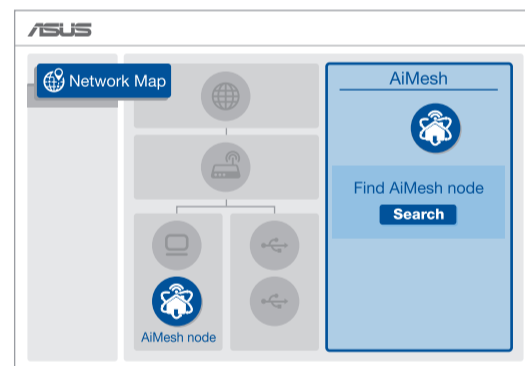 ASUS
Network Map
AiMesh
Find AiMesh node
Search
AiMesh node